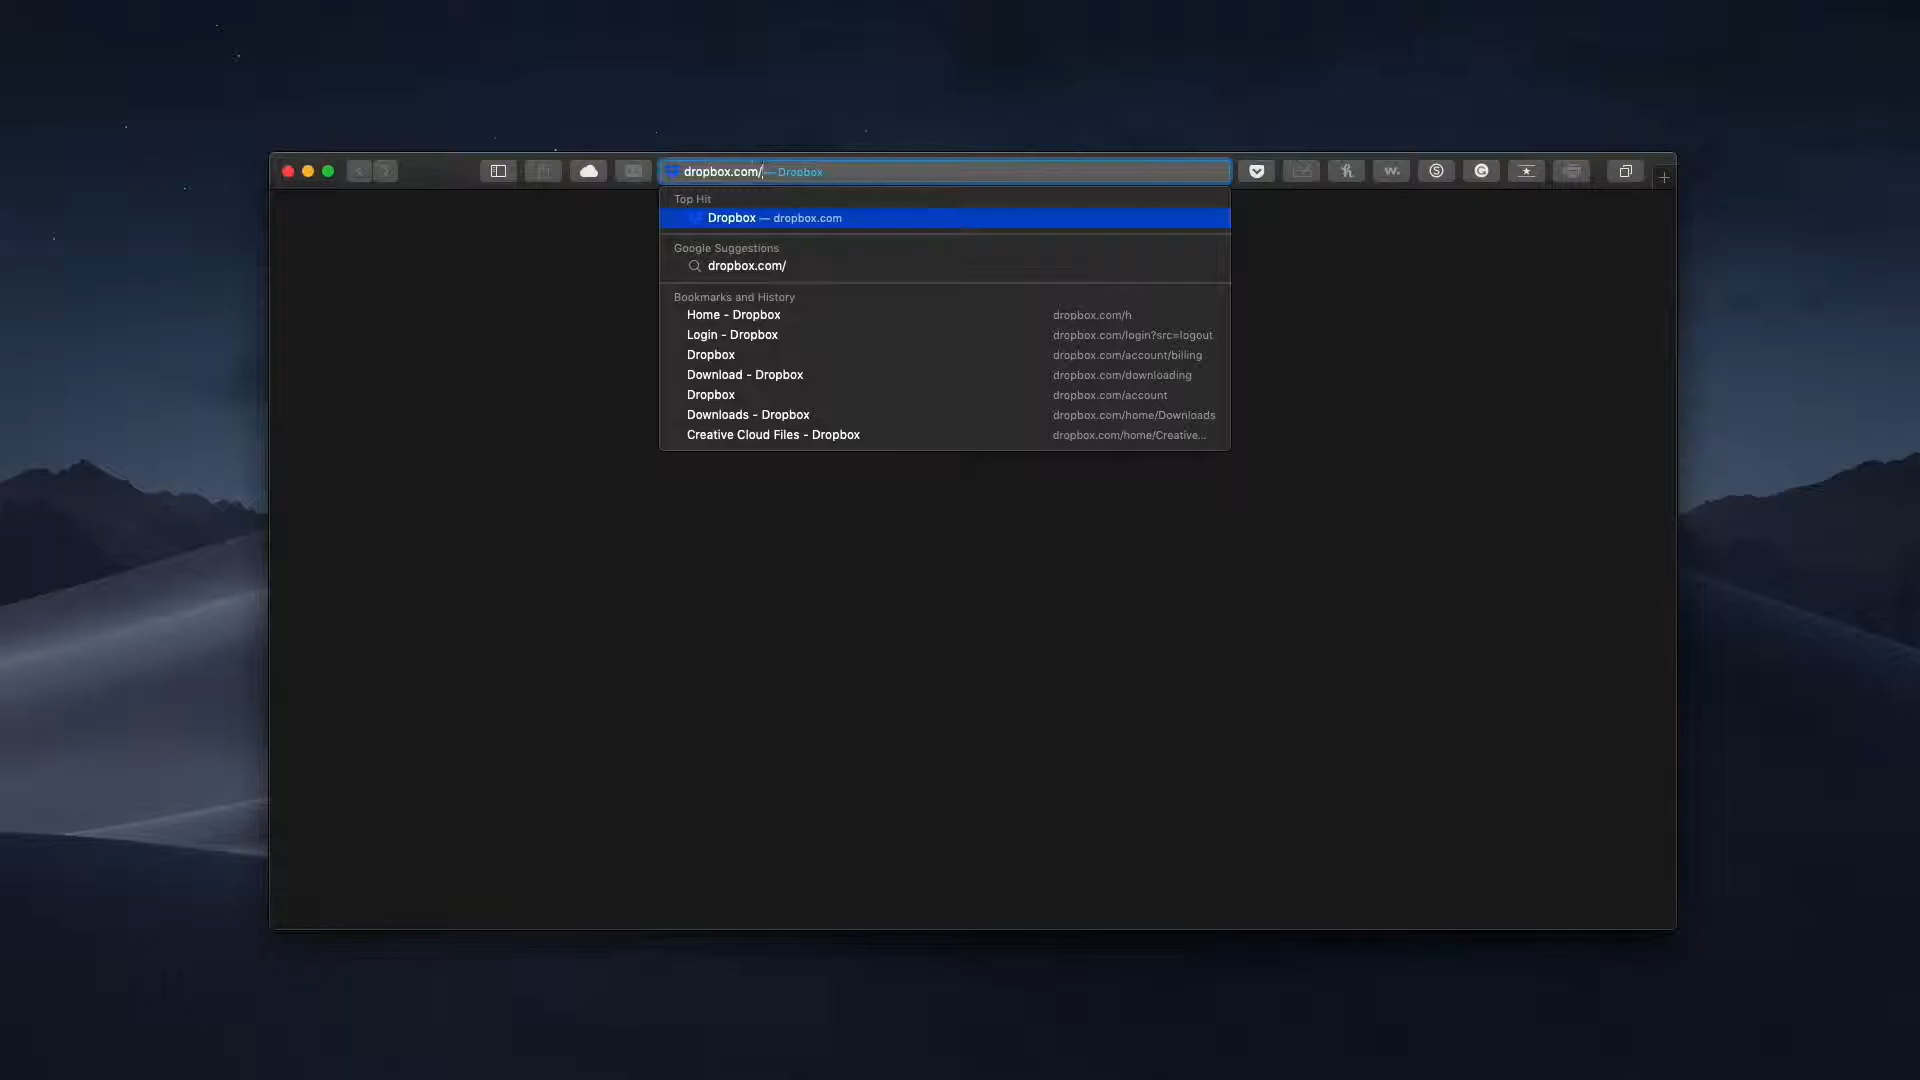 dropbox.com/ — Dropbox
Top Hit
Dropbox — dropbox.com
Google Suggestions
dropbox.com/
Bookmarks and History
Home - Dropbox dropbox.com/h
Login - Dropbox dropbox.com/login?src=logout
Dropbox dropbox.com/account/billing
Download - Dropbox dropbox.com/downloading
Dropbox dropbox.com/account
Downloads - Dropbox dropbox.com/home/Downloads
Creative Cloud Files - Dropbox dropbox.com/home/Creative...